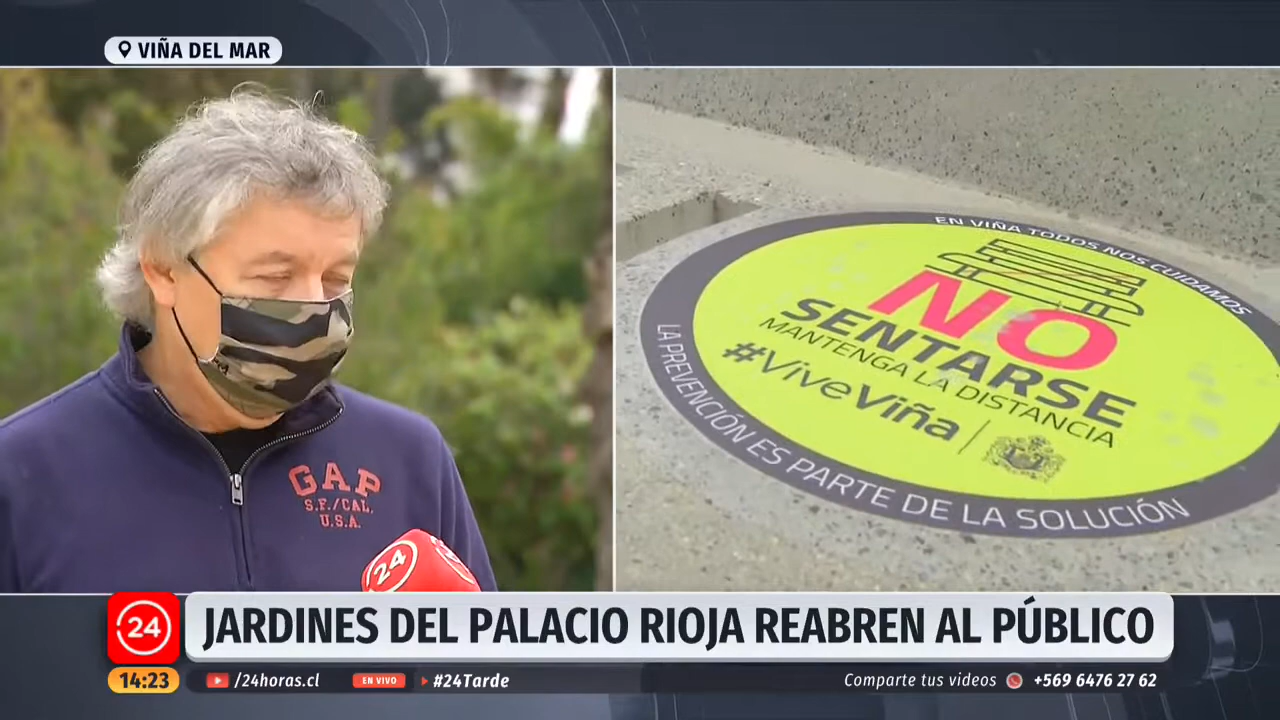 VIÑA DEL MAR
GAP
S.F./CAL.
U.S.A.
24
EN VIÑA TODOS NOS CUIDAMOS
NO
SENTARSE
MANTENGA LA DISTANCIA
#ViveViña
LA PREVENCIÓN ES PARTE DE LA SOLUCIÓN
24
JARDINES DEL PALACIO RIOJA REABREN AL PÚBLICO
14:23
/24horas.cl
EN VIVO
#24Tarde
Comparte tus videos
+569 6476 27 62